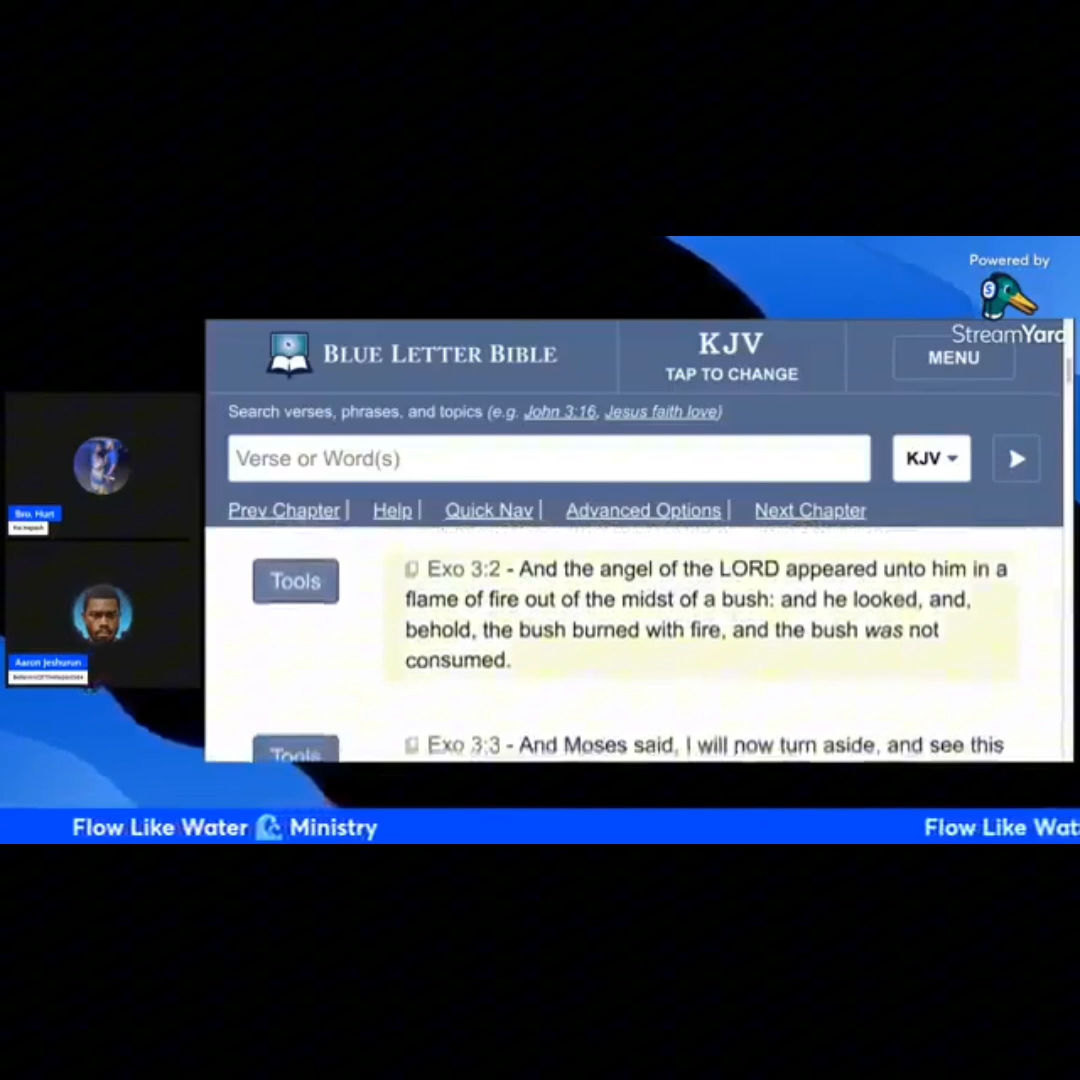 Powered by
StreamYard
BLUE LETTER BIBLE
KJV
TAP TO CHANGE
MENU
Search verses, phrases, and topics (e.g. John 3:16, Jesus faith love)
Verse or Word(s)
KJV
Prev Chapter | Help | Quick Nav | Advanced Options | Next Chapter
Tools
Exo 3:2 - And the angel of the LORD appeared unto him in a
flame of fire out of the midst of a bush: and he looked, and,
behold, the bush burned with fire, and the bush was not
consumed.
Tools
Exo 3:3 - And Moses said, I will now turn aside, and see this
Bro. Hurt
Aaron Jeshurun
Flow Like Water 🌊 Ministry
Flow Like Wat